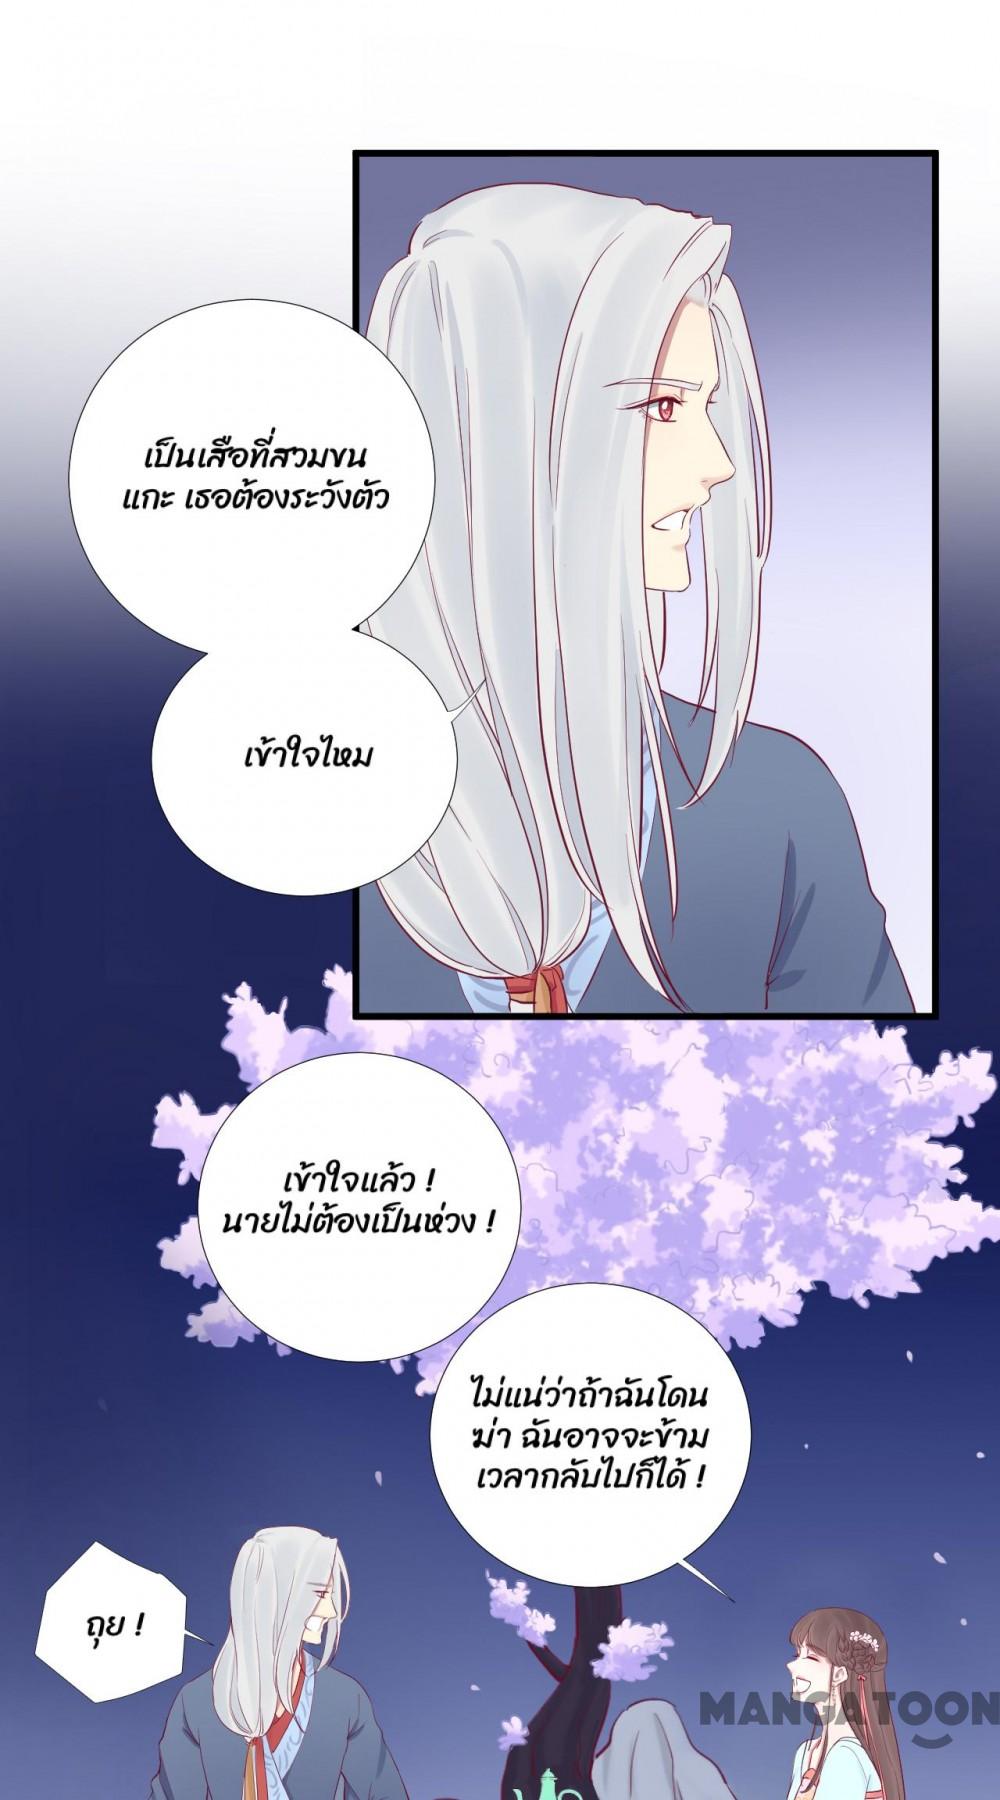 เป็นเสือที่สวมขน
แกะ เธอต้องระวังตัว
เข้าใจไหม
เข้าใจแล้ว !
นายไม่ต้องเป็นห่วง !
ไม่แน่ว่าถ้าฉันโดน
ฆ่า ฉันอาจจะข้าม
เวลากลับไปก็ได้ !
ถุย !
MANGATOON